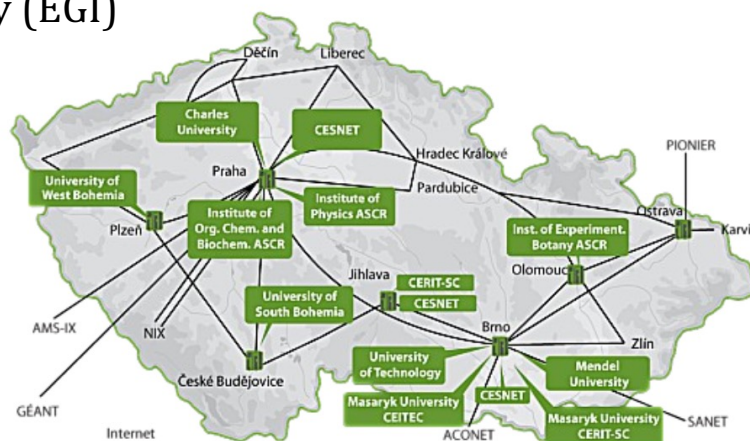 y (EGI)
Děčín
Liberec
Charles
University
CESNET
PIONIER
Hradec Králové
Praha
Pardubice
University of
West Bohemia
Institute of
Physics ASCR
Ostrava
Karvi
Plzeň
Institute of
Org. Chem. and
Biochem. ASCR
Inst. of Experiment.
Botany ASCR
Olomouc
Jihlava
CERIT-SC
CESNET
University of
South Bohemia
AMS-IX
NIX
Brno
Zlín
University
of Technology
Mendel
University
České Budějovice
CESNET
Masaryk University
CEITEC
Masaryk University
CERIT-SC
GÉANT
SANET
Internet
ACONET